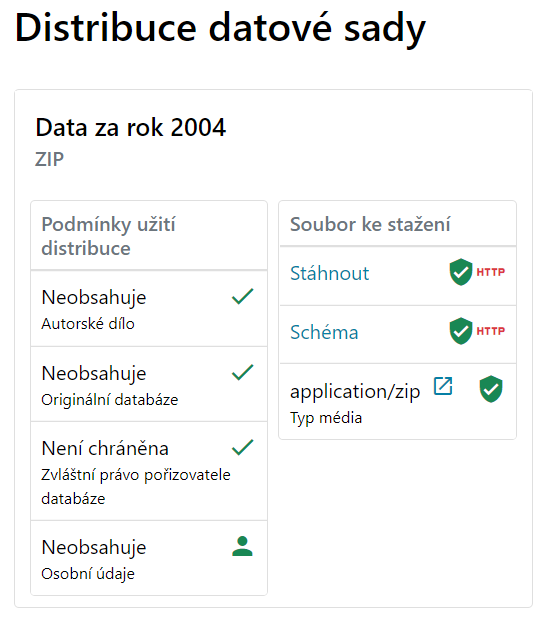 Distribuce datové sady
Data za rok 2004
ZIP
Podmínky užití
distribuce
Neobsahuje
Autorské dílo
Neobsahuje
Originální databáze
Není chráněna
Zvláštní právo pořizovatele
databáze
Neobsahuje
Osobní údaje
Soubor ke stažení
Stáhnout HTTP
Schéma HTTP
application/zip
Typ média